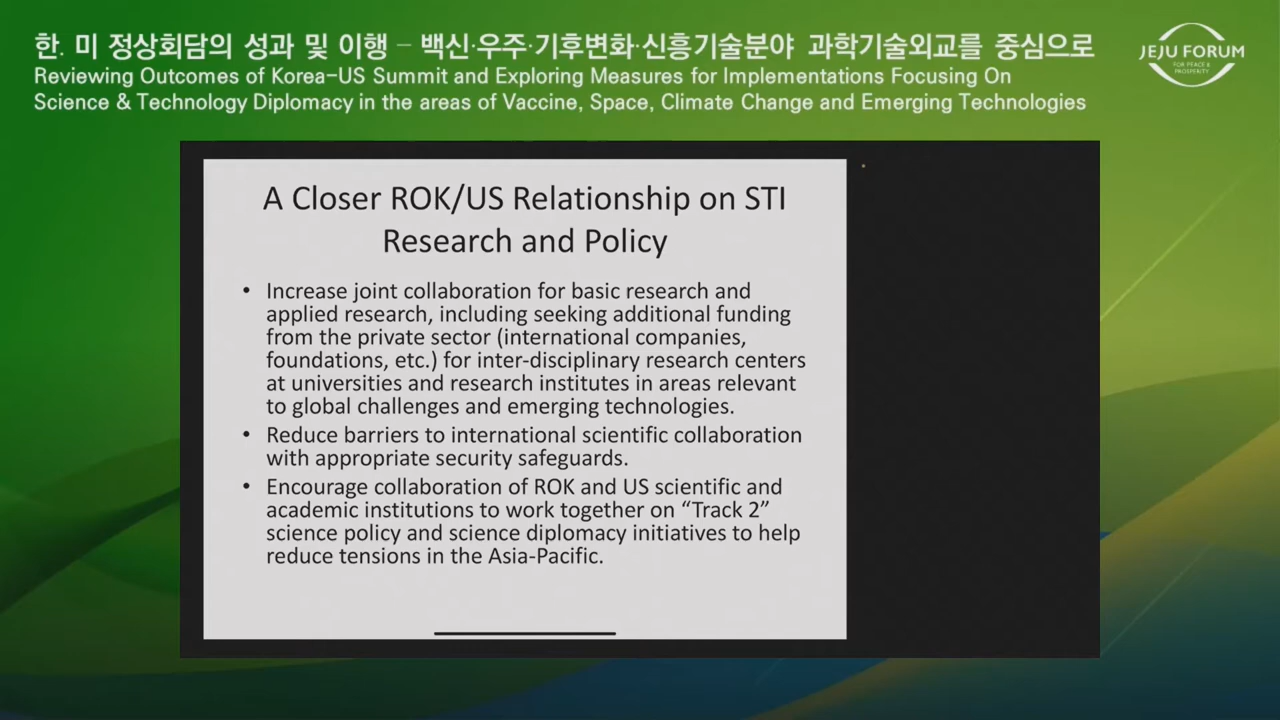 한. 미 정상회담의 성과 및 이행 – 백신·우주·기후변화·신흥기술분야 과학기술외교를 중심으로
Reviewing Outcomes of Korea-US Summit and Exploring Measures for Implementations Focusing On
Science & Technology Diplomacy in the areas of Vaccine, Space, Climate Change and Emerging Technologies
JEJU FORUM
FOR PEACE &
PROSPERITY
A Closer ROK/US Relationship on STI
Research and Policy
• Increase joint collaboration for basic research and
applied research, including seeking additional funding
from the private sector (international companies,
foundations, etc.) for inter-disciplinary research centers
at universities and research institutes in areas relevant
to global challenges and emerging technologies.
• Reduce barriers to international scientific collaboration
with appropriate security safeguards.
• Encourage collaboration of ROK and US scientific and
academic institutions to work together on “Track 2”
science policy and science diplomacy initiatives to help
reduce tensions in the Asia-Pacific.